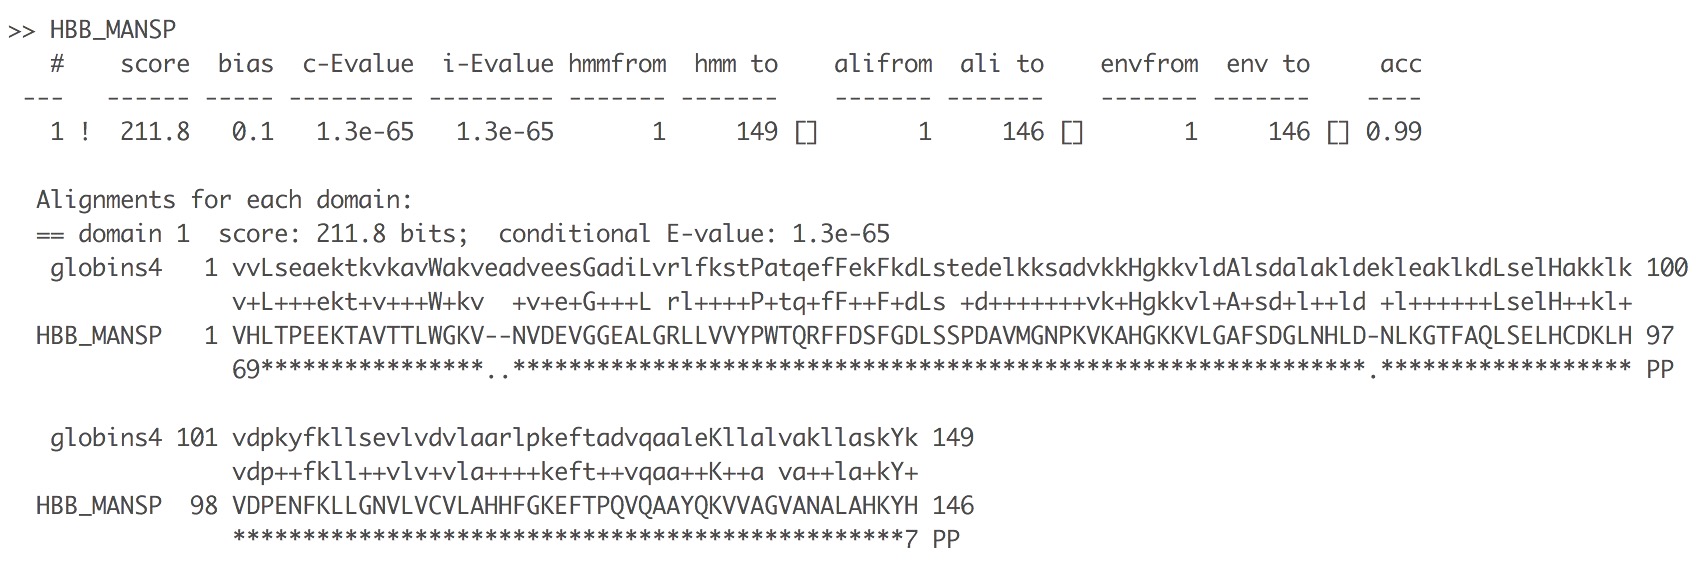 >> HBB_MANSP
   #    score  bias  c-Evalue  i-Evalue hmmfrom  hmm to    alifrom  ali to    envfrom  env to     acc
 ---   ------ ----- --------- --------- ------- -------    ------- -------    ------- -------    ----
   1 !  211.8   0.1   1.3e-65   1.3e-65       1     149 []       1     146 []       1     146 [] 0.99
  Alignments for each domain:
  == domain 1  score: 211.8 bits;  conditional E-value: 1.3e-65
   globins4   1 vvLseaektkvkavWakveadveesGadiLvrlfkstPatqefFekFkdLstedelkksadvkkHgkkvldAlsdalakldekleaklkdLselHakklk 100
                v+L+++ekt+v+++W+kv  +v+e+G+++L rl++++P+tq+fF++F+dLs +d+++++++vk+Hgkkvl+A+sd+l++ld +l++++++LselH++kl+
  HBB_MANSP   1 VHLTPEEKTAVTTLWGKV--NVDEVGGEALGRLLVVYPWTQRFFDSFGDLSSPDAVMGNPKVKAHGKKVLGAFSDGLNHLD-NLKGTFAQLSELHCDKLH 97
                69****************..*************************************************************.****************** PP
   globins4 101 vdpkyfkllsevlvdvlaarlpkeftadvqaaleKllalvakllaskYk 149
                vdp++fkll++vlv+vla++++keft++vqaa++K++a va++la+kY+
  HBB_MANSP  98 VDPENFKLLGNVLVCVLAHHFGKEFTPQVQAAYQKVVAGVANALAHKYH 146
                ************************************************7 PP